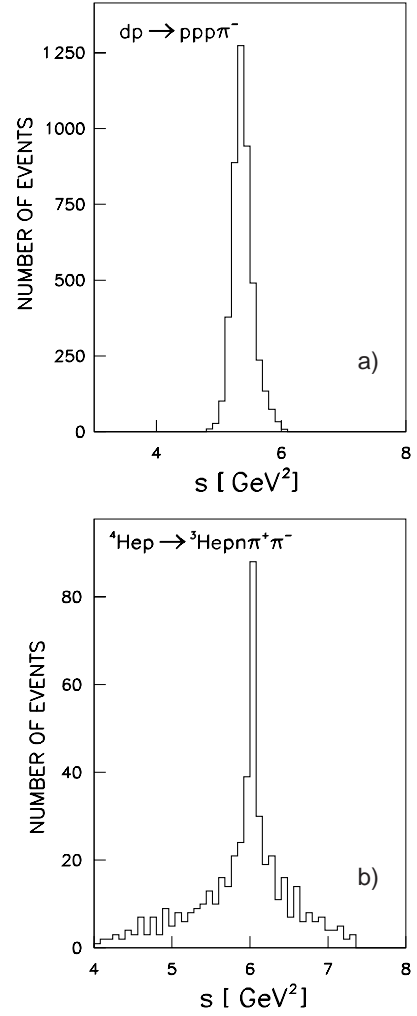 dp → pppπ⁻
1250
1000
750
500
250
0
NUMBER OF EVENTS
a)
4
6
8
s [ GeV²]
⁴Hep → ³Hepnπ⁺π⁻
80
60
40
20
0
NUMBER OF EVENTS
b)
4
5
6
7
8
s [ GeV²]